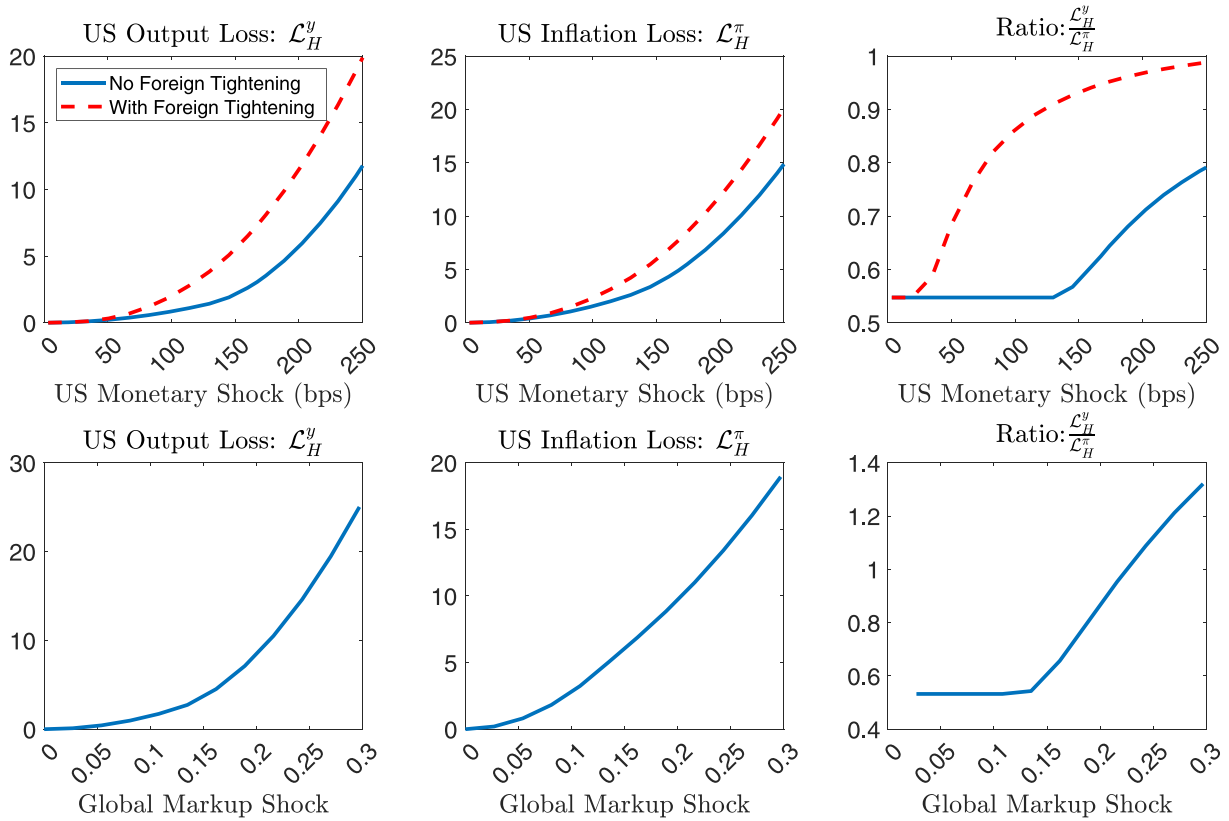 US Output Loss: $\mathcal{L}_H^y$
No Foreign Tightening
With Foreign Tightening
20
15
10
5
0
0 50 100 150 200 250
US Monetary Shock (bps)
US Inflation Loss: $\mathcal{L}_H^\pi$
25
20
15
10
5
0
0 50 100 150 200 250
US Monetary Shock (bps)
Ratio: $\frac{\mathcal{L}_H^y}{\mathcal{L}_H^\pi}$
1
0.9
0.8
0.7
0.6
0.5
0 50 100 150 200 250
US Monetary Shock (bps)
US Output Loss: $\mathcal{L}_H^y$
30
20
10
0
0 0.05 0.1 0.15 0.2 0.25 0.3
Global Markup Shock
US Inflation Loss: $\mathcal{L}_H^\pi$
20
15
10
5
0
0 0.05 0.1 0.15 0.2 0.25 0.3
Global Markup Shock
Ratio: $\frac{\mathcal{L}_H^y}{\mathcal{L}_H^\pi}$
1.4
1.2
1
0.8
0.6
0.4
0 0.05 0.1 0.15 0.2 0.25 0.3
Global Markup Shock